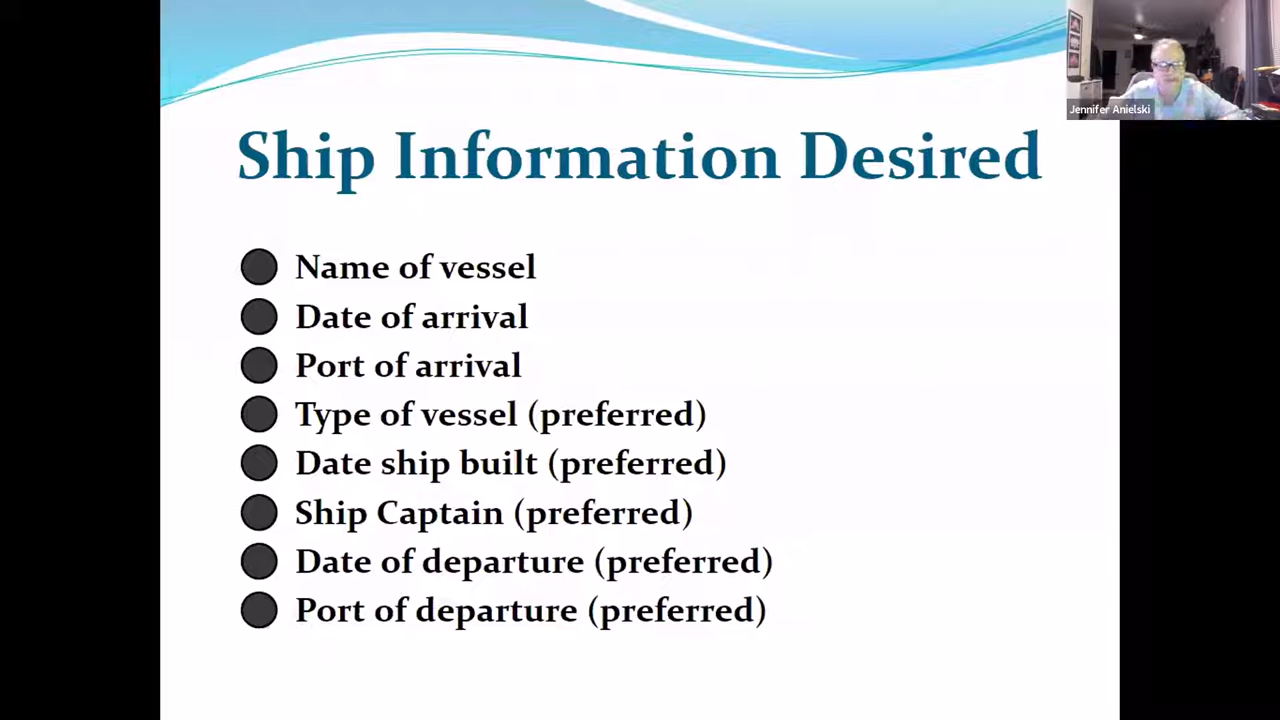 Jennifer Anielski
Ship Information Desired
Name of vessel
Date of arrival
Port of arrival
Type of vessel (preferred)
Date ship built (preferred)
Ship Captain (preferred)
Date of departure (preferred)
Port of departure (preferred)